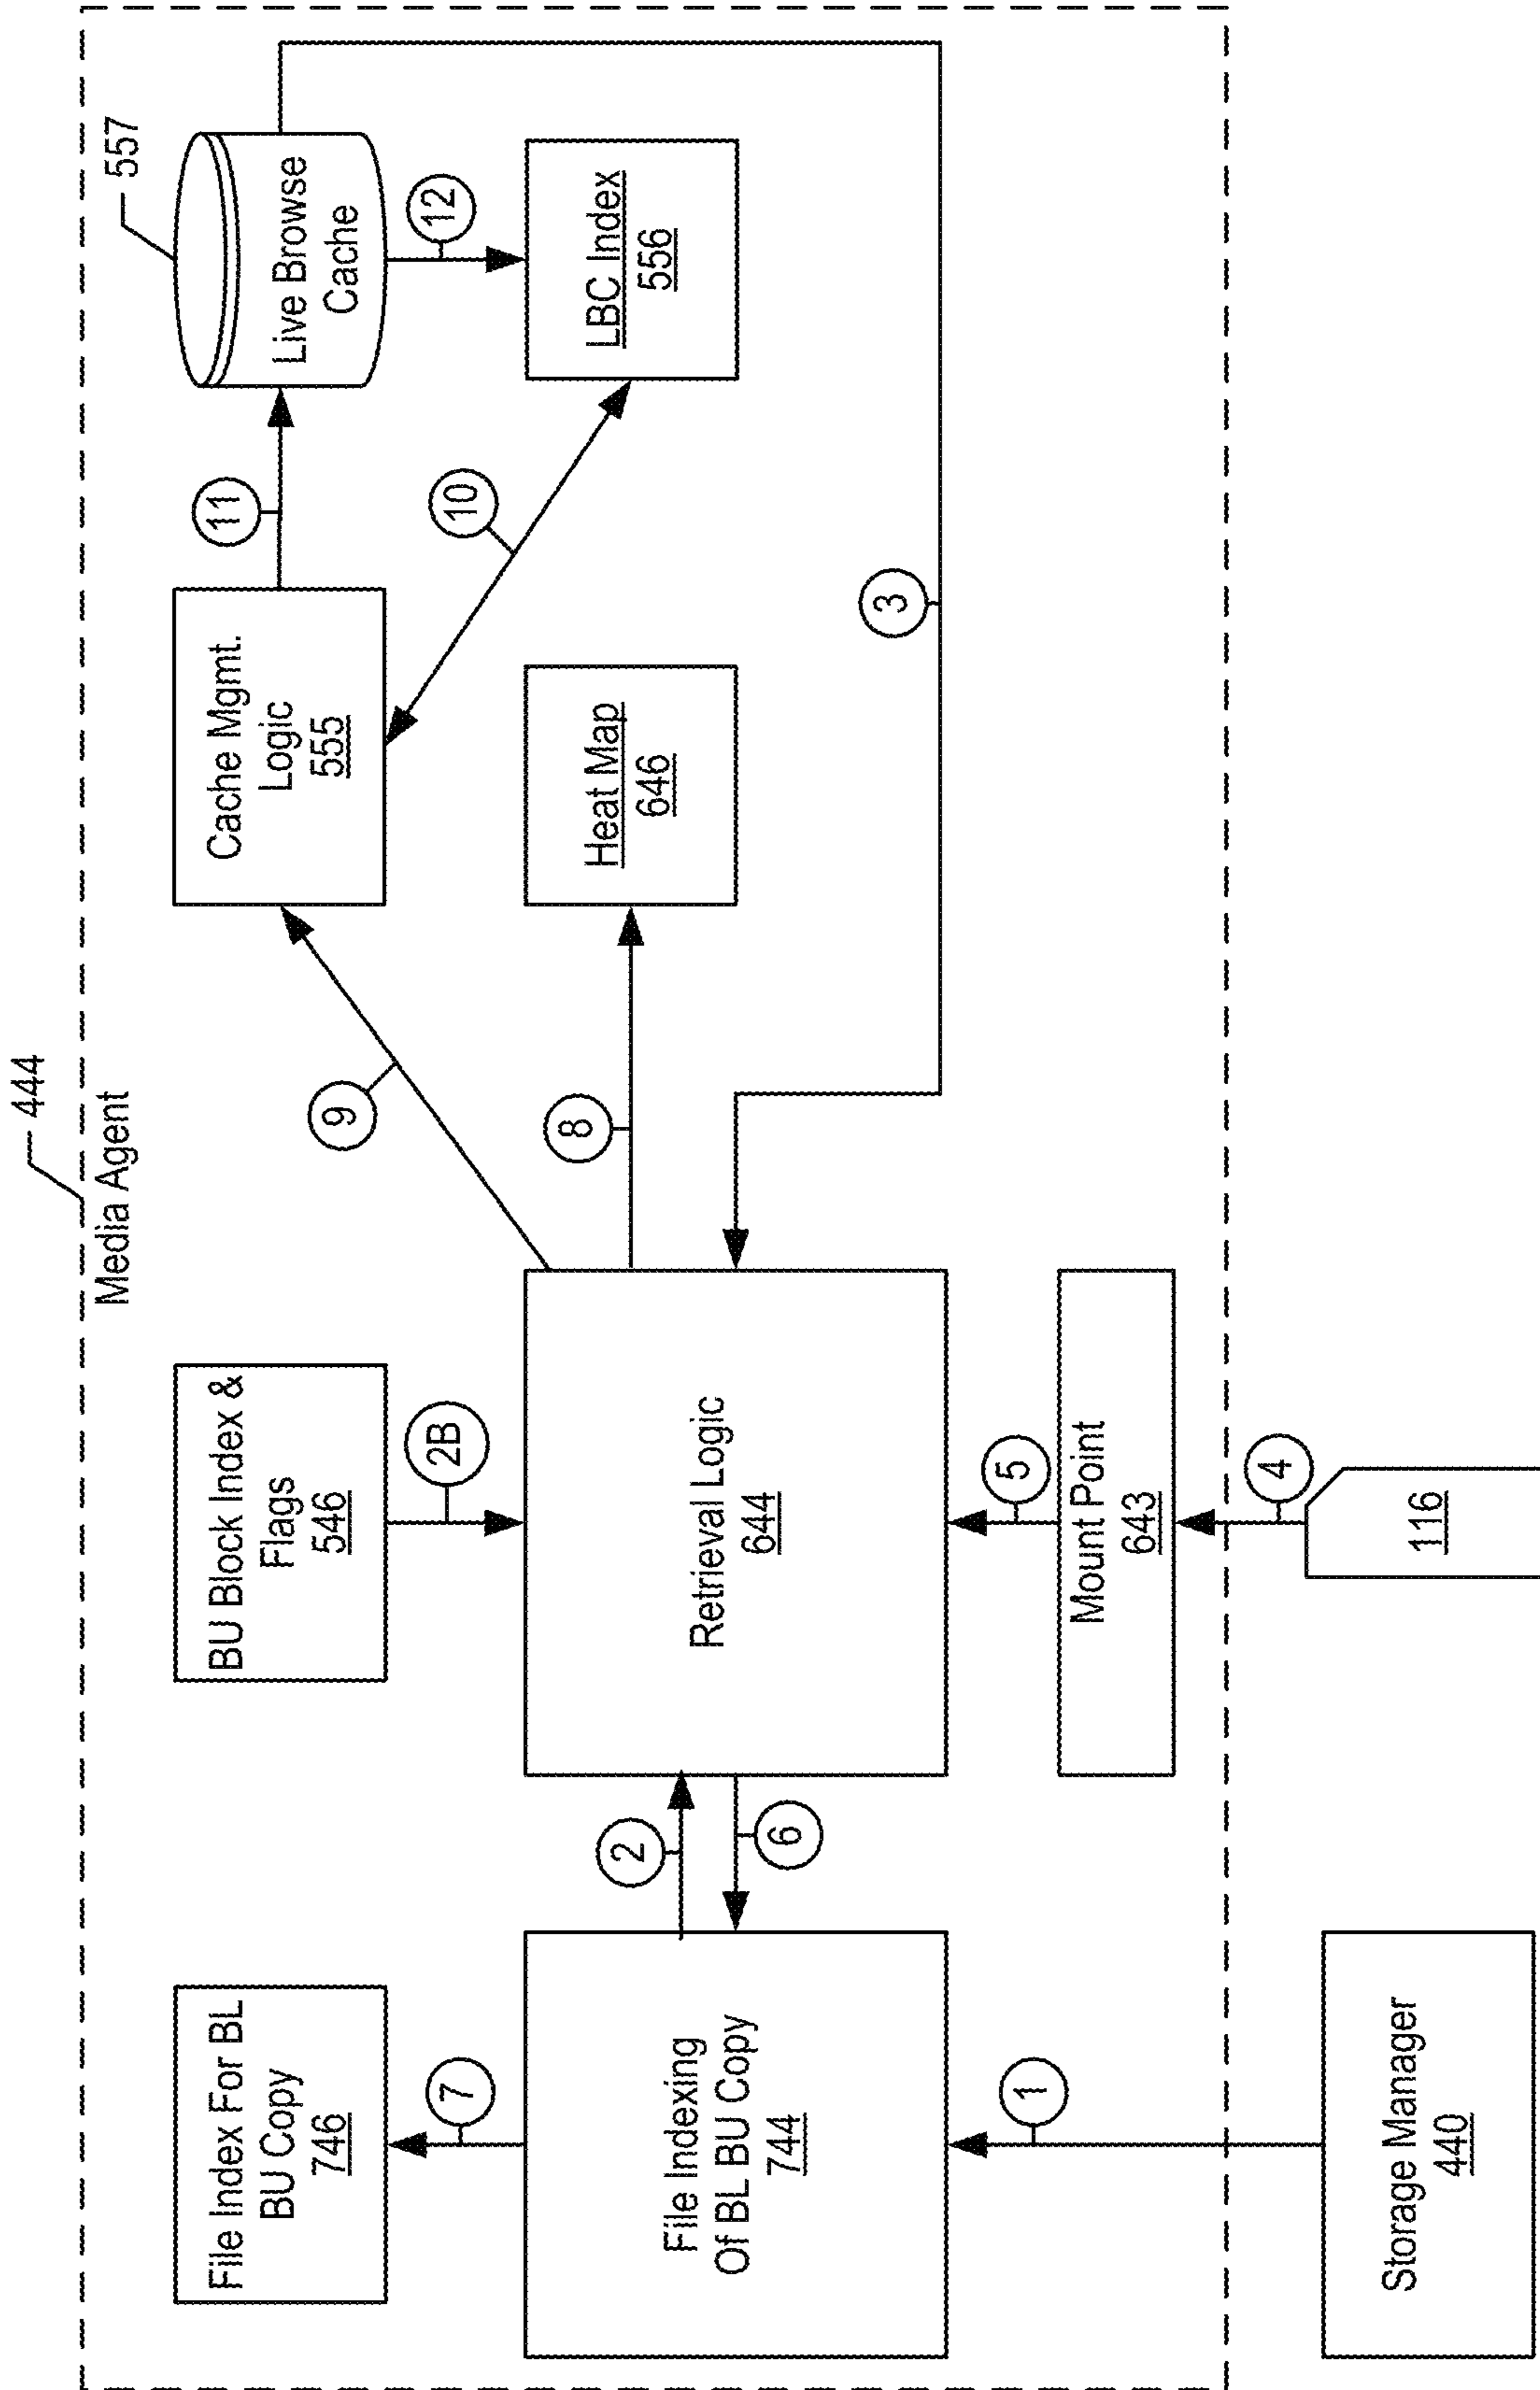 444
Media Agent
File Index For BL
BU Copy
746
BU Block Index &
Flags
546
Cache Mgmt.
Logic
555
11
557
Live Browse
Cache
7
2B
9
10
12
File Indexing
Of BL BU Copy
744
2
6
Retrieval Logic
644
8
Heat Map
646
LBC Index
556
3
1
5
Mount Point
643
4
Storage Manager
440
116